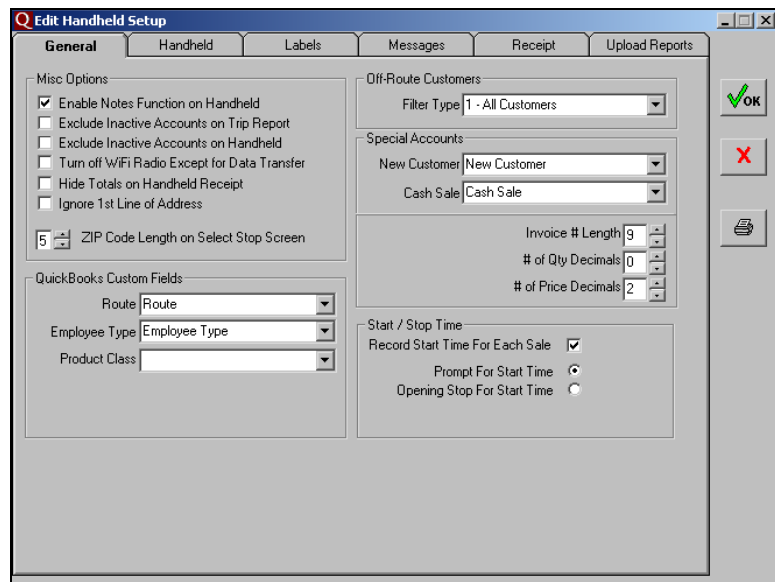 Q Edit Handheld Setup
General Handheld Labels Messages Receipt Upload Reports
Misc Options
Enable Notes Function on Handheld
Exclude Inactive Accounts on Trip Report
Exclude Inactive Accounts on Handheld
Turn off WiFi Radio Except for Data Transfer
Hide Totals on Handheld Receipt
Ignore 1st Line of Address
5 ZIP Code Length on Select Stop Screen
QuickBooks Custom Fields
Route Route
Employee Type Employee Type
Product Class
Off-Route Customers
Filter Type 1 - All Customers
Special Accounts
New Customer New Customer
Cash Sale Cash Sale
Invoice # Length 9
# of Qty Decimals 0
# of Price Decimals 2
Start / Stop Time
Record Start Time For Each Sale
Prompt For Start Time
Opening Stop For Start Time
OK
X